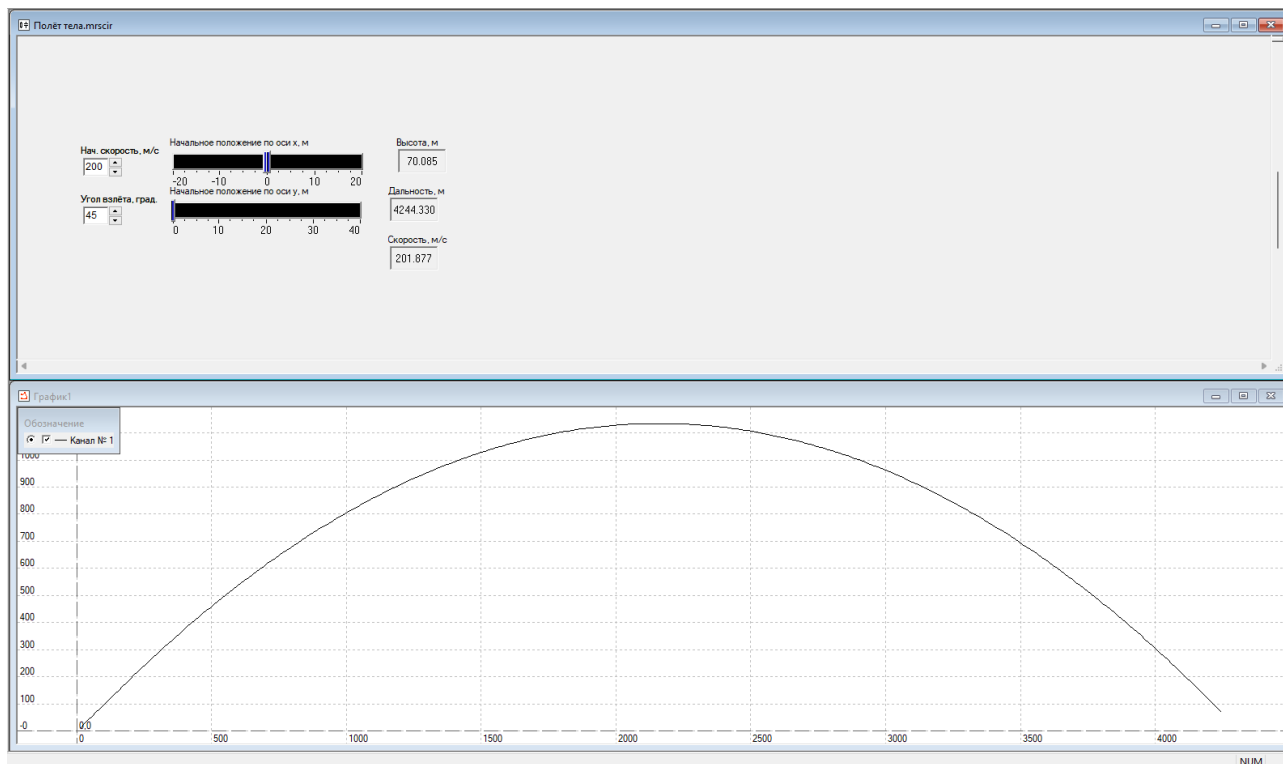 Полёт тела.mrscir
Нач. скорость, м/с
200
Начальное положение по оси x, м
-20 -10 0 10 20
Высота, м
70.085
Угол взлёта, град.
45
Начальное положение по оси y, м
0 10 20 30 40
Дальность, м
4244.330
Скорость, м/с
201.877
График1
Обозначение
Канал № 1
1000
900
800
700
600
500
400
300
200
100
-0
0,0
0 500 1000 1500 2000 2500 3000 3500 4000
NUM